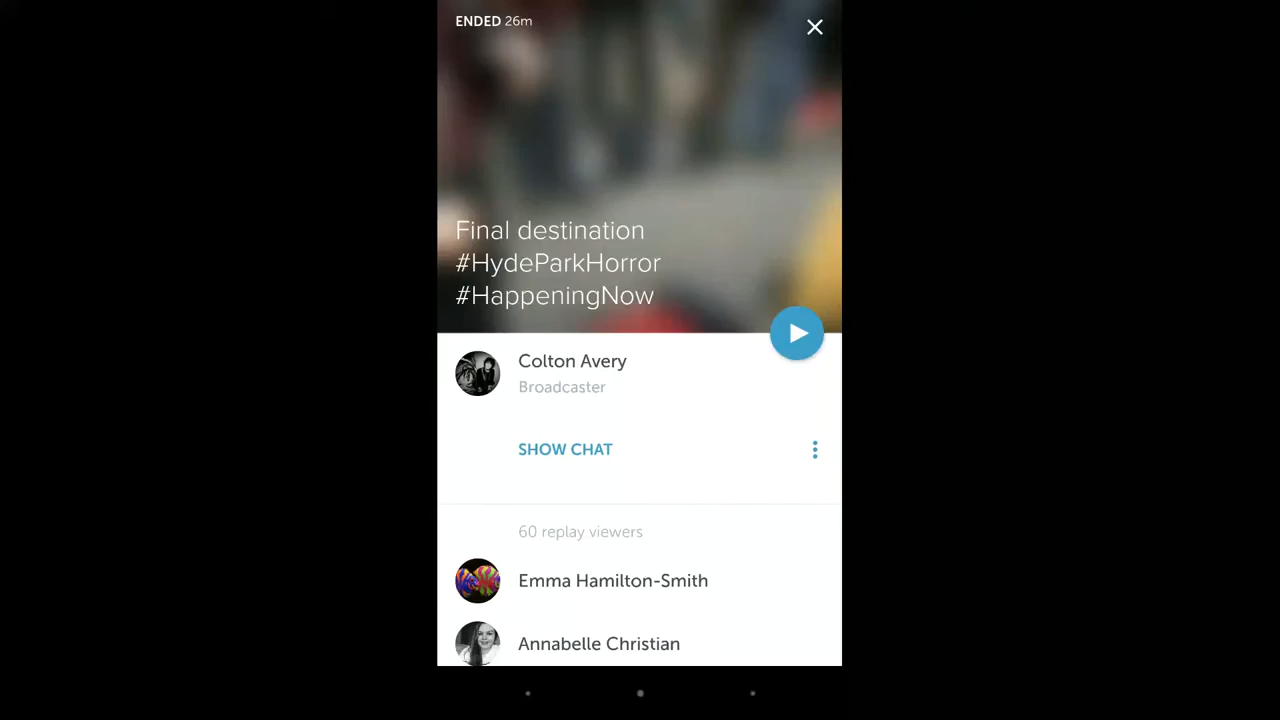 ENDED 26m
Final destination
#HydeParkHorror
#HappeningNow
Colton Avery
Broadcaster
SHOW CHAT
60 replay viewers
Emma Hamilton-Smith
Annabelle Christian